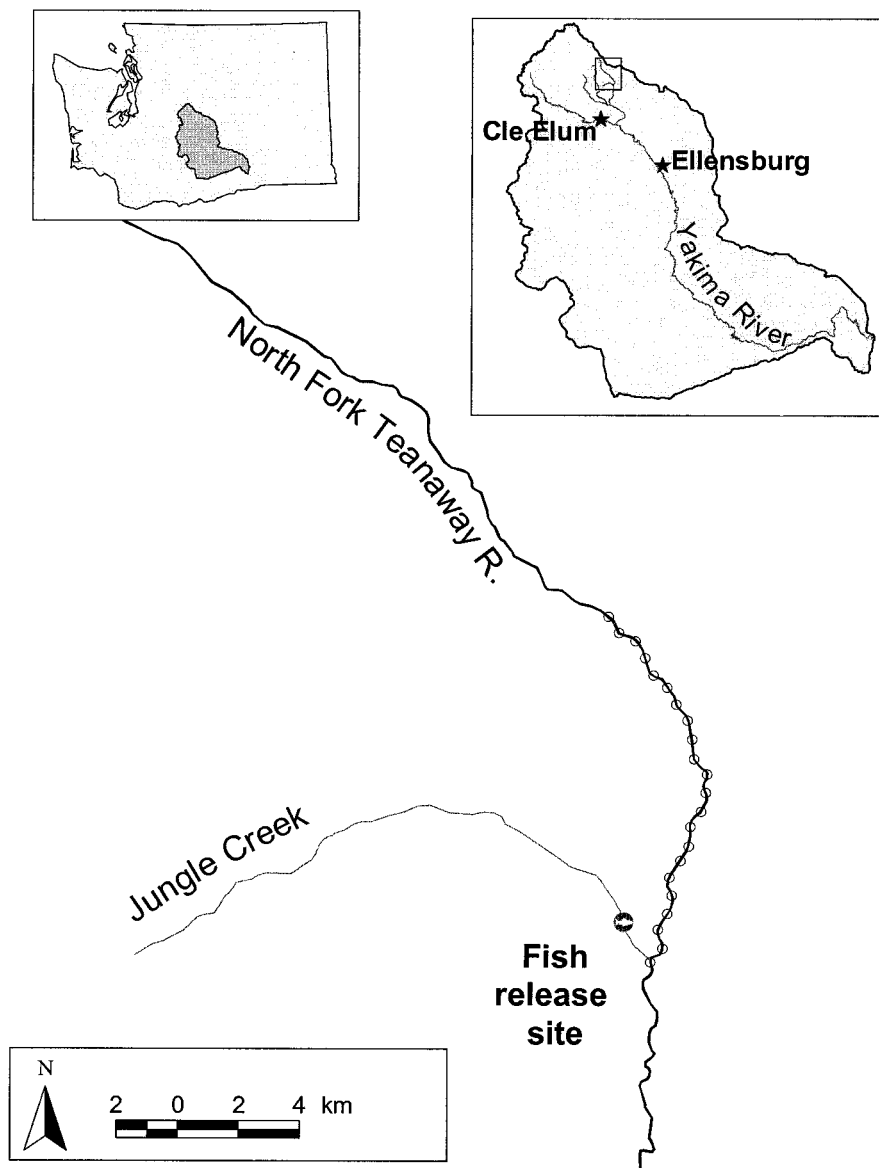 Cle Elum
Ellensburg
Yakima River
North Fork Teanaway R.
Jungle Creek
Fish
release
site
N
2 0 2 4 km